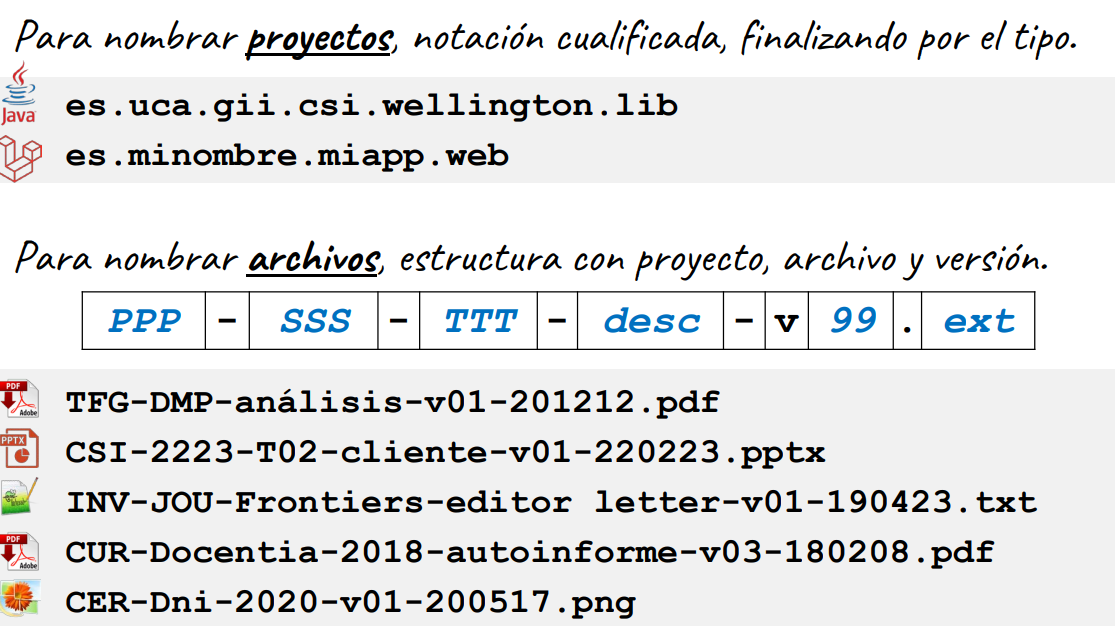 Para nombrar proyectos, notación cualificada, finalizando por el tipo.
Java
es.uca.gii.csi.wellington.lib
es.minombre.miapp.web
Para nombrar archivos, estructura con proyecto, archivo y versión.
PPP - SSS - TTT - desc - v 99 . ext
PDF Adobe
TFG-DMP-análisis-v01-201212.pdf
PPTX
CSI-2223-T02-cliente-v01-220223.pptx
INV-JOU-Frontiers-editor letter-v01-190423.txt
PDF Adobe
CUR-Docentia-2018-autoinforme-v03-180208.pdf
CER-Dni-2020-v01-200517.png